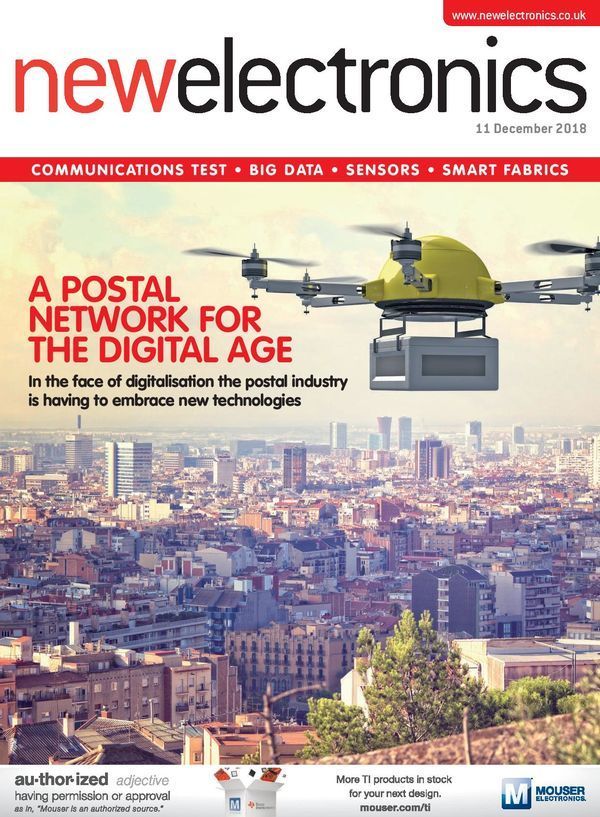 www.newelectronics.co.uk
newelectronics
11 December 2018
COMMUNICATIONS TEST • BIG DATA • SENSORS • SMART FABRICS
A POSTAL
NETWORK FOR
THE DIGITAL AGE
In the face of digitalisation the postal industry
is having to embrace new technologies
au·thor·ized adjective
having permission or approval
as in, "Mouser is an authorized source."
More TI products in stock
for your next design.
mouser.com/ti
M
MOUSER
ELECTRONICS.